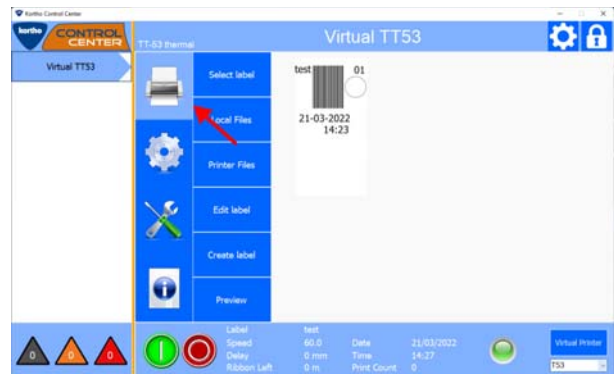 Kortho Control Center
kortho CONTROL CENTER
TT-53 thermal
Virtual TT53
Virtual TT53
Select label
Local Files
Printer Files
Edit label
Create label
Preview
test 01
21-03-2022
14:23
0 0 0
Label test
Speed 60.0 Date 21/03/2022
Delay 0 mm Time 14:27
Ribbon Left 0 m Print Count 0
Virtual Printer
T53